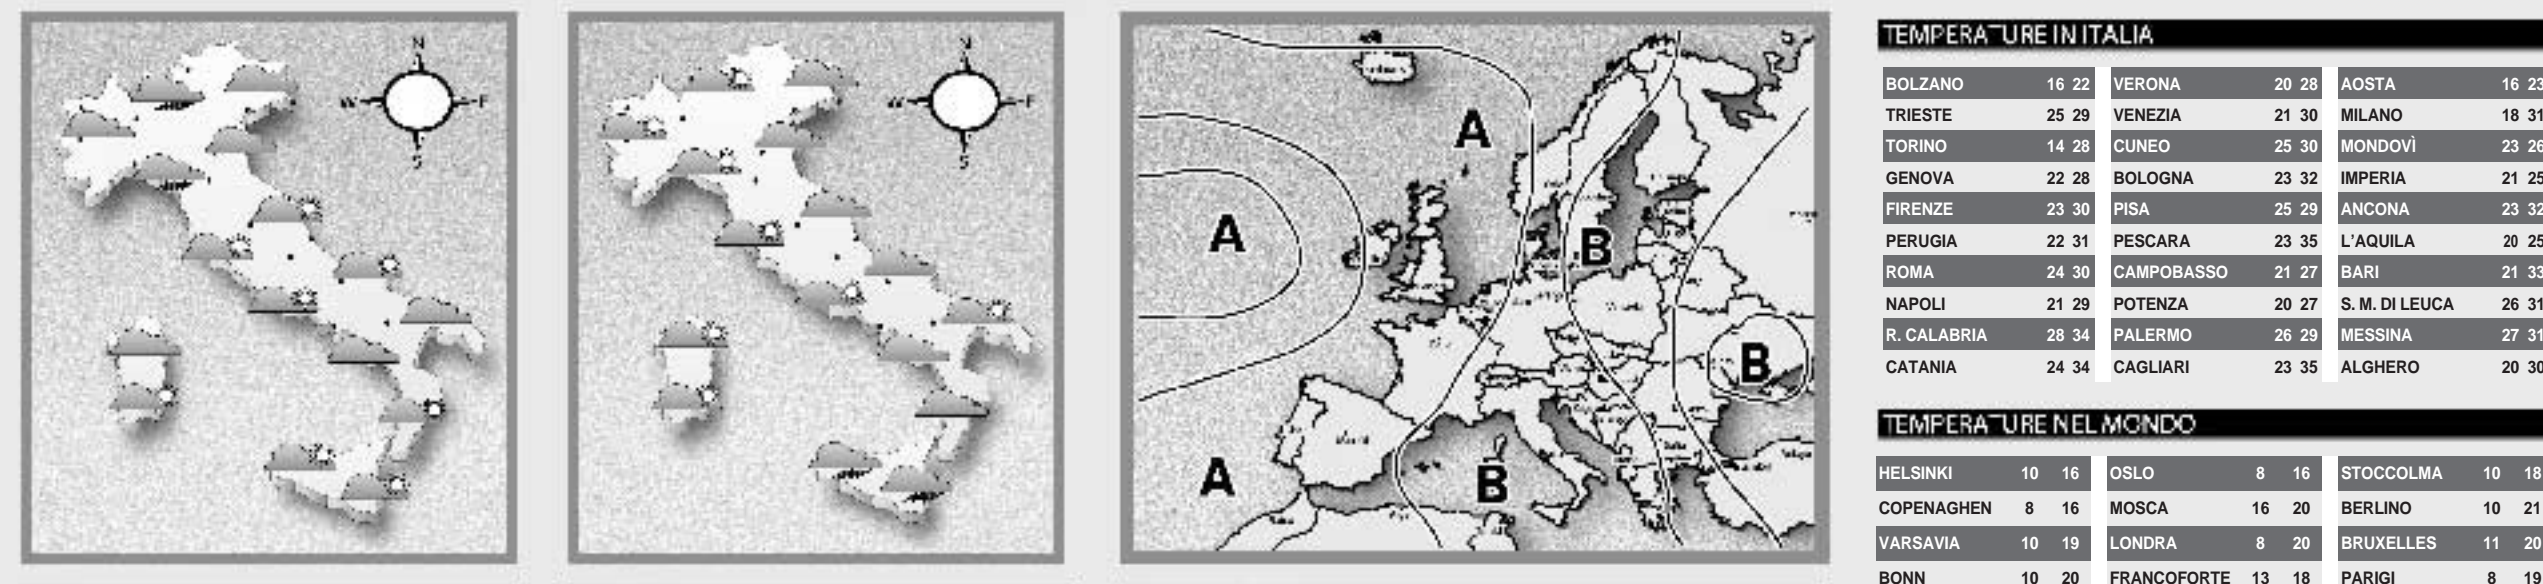 N
W
S
N
S
A
A
B
B
A
B
TEMPERATURE IN ITALIA
BOLZANO 16 22 VERONA 20 28 AOSTA 16 23
TRIESTE 25 29 VENEZIA 21 30 MILANO 18 31
TORINO 14 28 CUNEO 25 30 MONDOVÌ 23 26
GENOVA 22 28 BOLOGNA 23 32 IMPERIA 21 25
FIRENZE 23 30 PISA 25 29 ANCONA 23 32
PERUGIA 22 31 PESCARA 23 35 L'AQUILA 20 25
ROMA 24 30 CAMPOBASSO 21 27 BARI 21 33
NAPOLI 21 29 POTENZA 20 27 S. M. DI LEUCA 26 31
R. CALABRIA 28 34 PALERMO 26 29 MESSINA 27 31
CATANIA 24 34 CAGLIARI 23 35 ALGHERO 20 30
TEMPERATURE NEL MONDO
HELSINKI 10 16 OSLO 8 16 STOCCOLMA 10 18
COPENAGHEN 8 16 MOSCA 16 20 BERLINO 10 21
VARSAVIA 10 19 LONDRA 8 20 BRUXELLES 11 20
BONN 10 20 FRANCOFORTE 13 18 PARIGI 8 19